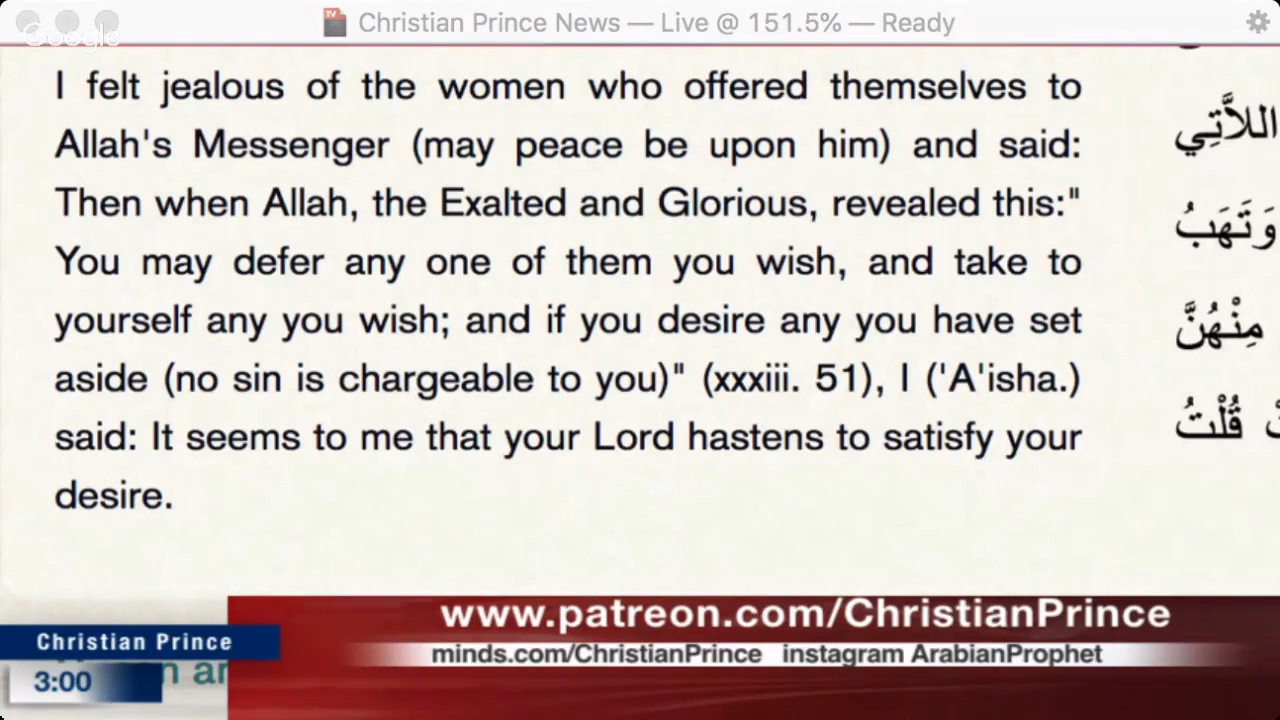 Christian Prince News — Live @ 151.5% — Ready
Google
I felt jealous of the women who offered themselves to
Allah's Messenger (may peace be upon him) and said:
Then when Allah, the Exalted and Glorious, revealed this:"
You may defer any one of them you wish, and take to
yourself any you wish; and if you desire any you have set
aside (no sin is chargeable to you)" (xxxiii. 51), I ('A'isha.)
said: It seems to me that your Lord hastens to satisfy your
desire.
اللاَّتِي
وَتَهَبُ
مِنْهُنَّ
قُلْتُ
www.patreon.com/ChristianPrince
Christian Prince
minds.com/ChristianPrince instagram ArabianProphet
3:00